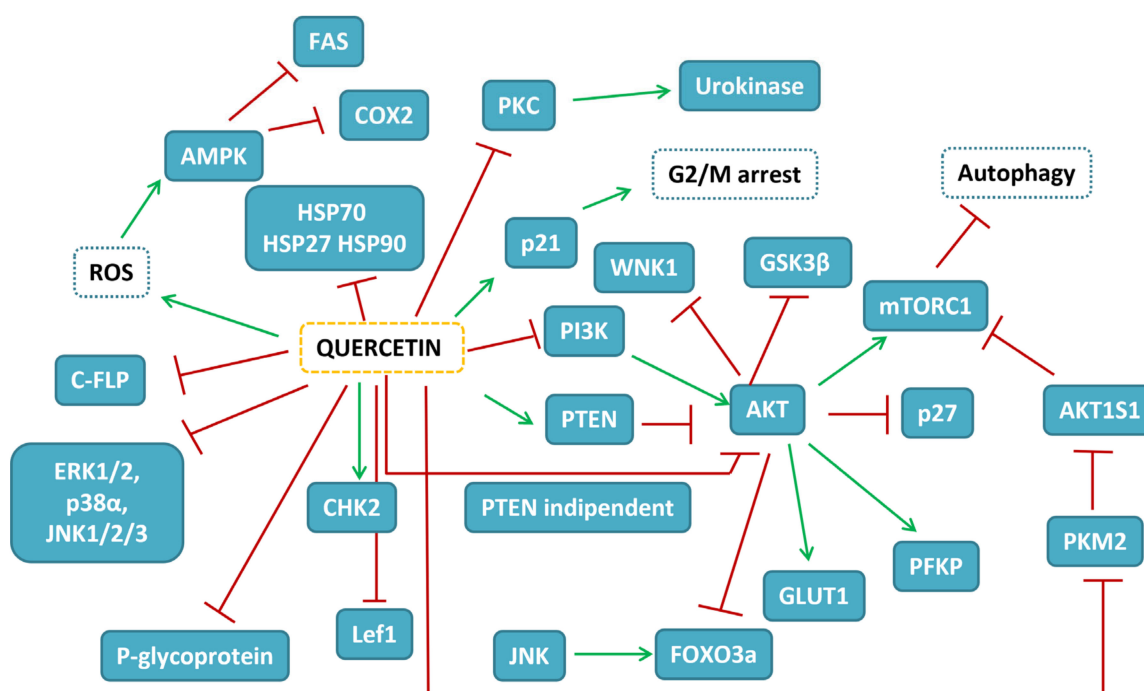 FAS
PKC
Urokinase
COX2
AMPK
G2/M arrest
Autophagy
HSP70
HSP27 HSP90
p21
WNK1
GSK3β
ROS
mTORC1
PI3K
QUERCETIN
C-FLP
PTEN
AKT
p27
AKT1S1
ERK1/2,
p38α,
JNK1/2/3
CHK2
PTEN indipendent
PKM2
PFKP
GLUT1
Lef1
P-glycoprotein
JNK
FOXO3a